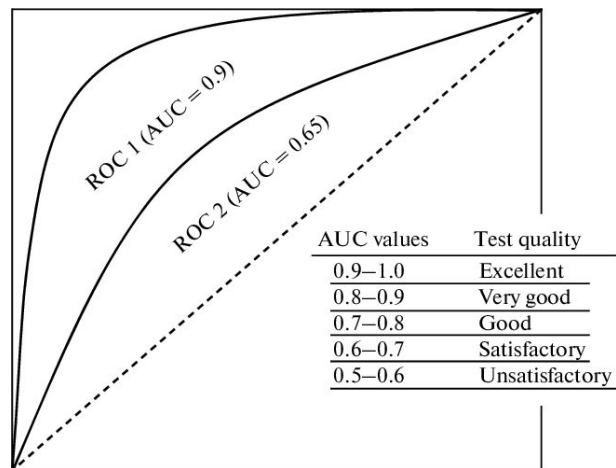 ROC 1 (AUC = 0.9)
ROC 2 (AUC = 0.65)
AUC values Test quality
0.9–1.0 Excellent
0.8–0.9 Very good
0.7–0.8 Good
0.6–0.7 Satisfactory
0.5–0.6 Unsatisfactory